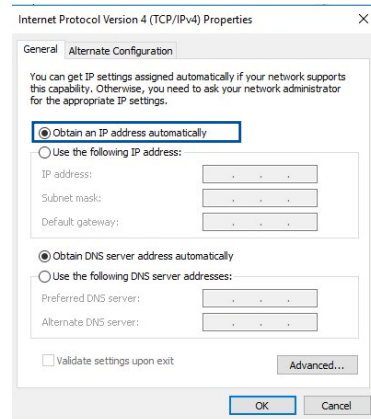 Internet Protocol Version 4 (TCP/IPv4) Properties
General Alternate Configuration
You can get IP settings assigned automatically if your network supports
this capability. Otherwise, you need to ask your network administrator
for the appropriate IP settings.
Obtain an IP address automatically
Use the following IP address:
IP address:
Subnet mask:
Default gateway:
Obtain DNS server address automatically
Use the following DNS server addresses:
Preferred DNS server:
Alternate DNS server:
Validate settings upon exit
Advanced...
OK Cancel